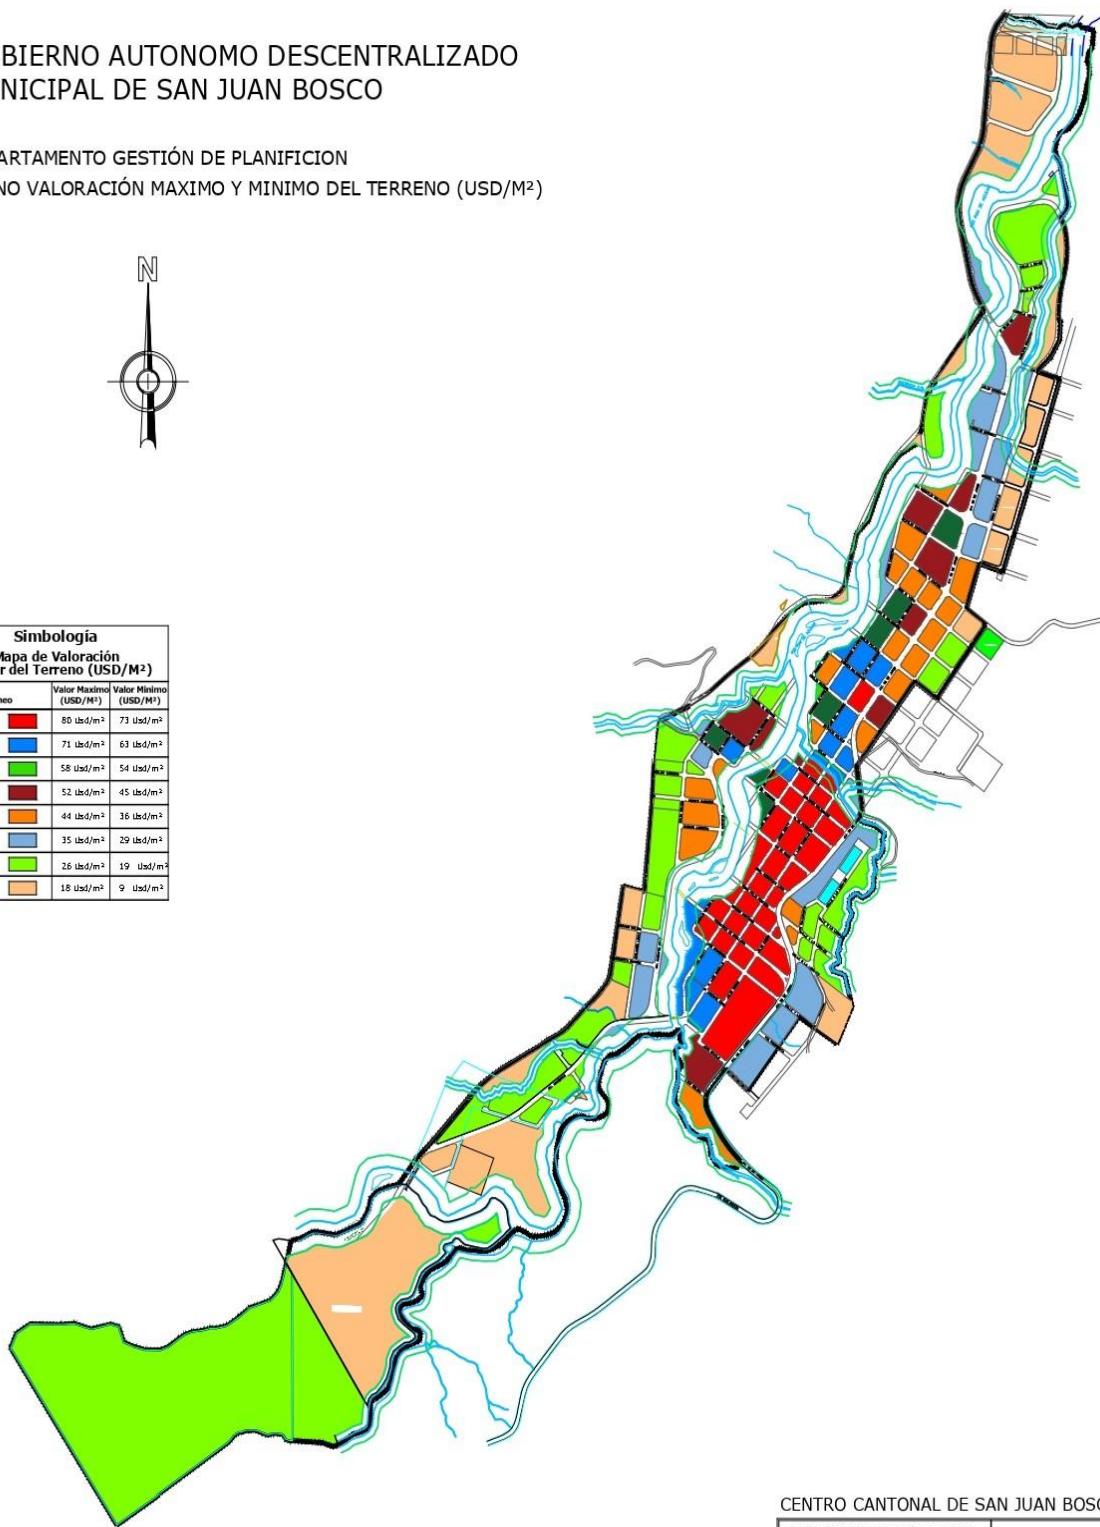 BIERNO AUTONOMO DESCENTRALIZADO
NICIPAL DE SAN JUAN BOSCO
ARTAMENTO GESTIÓN DE PLANIFICION
NO VALORACIÓN MAXIMO Y MINIMO DEL TERRENO (USD/M²)
N
Simbología
Mapa de Valoración
r del Terreno (USD/M²)
neo Valor Maximo (USD/M²) Valor Minimo (USD/M²)
80 Usd/m² 73 Usd/m²
71 Usd/m² 63 Usd/m²
58 Usd/m² 54 Usd/m²
52 Usd/m² 45 Usd/m²
44 Usd/m² 36 Usd/m²
35 Usd/m² 29 Usd/m²
26 Usd/m² 19 Usd/m²
18 Usd/m² 9 Usd/m²
CENTRO CANTONAL DE SAN JUAN BOSC